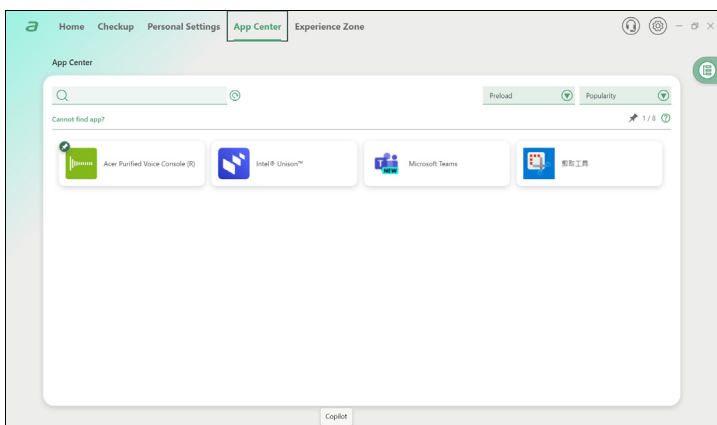 a Home Checkup Personal Settings App Center Experience Zone
App Center
Preload Popularity
Cannot find app? 1 / 8
Acer Purified Voice Console (R) Intel® Unison™ Microsoft Teams 剪取工具
NEW
Copilot